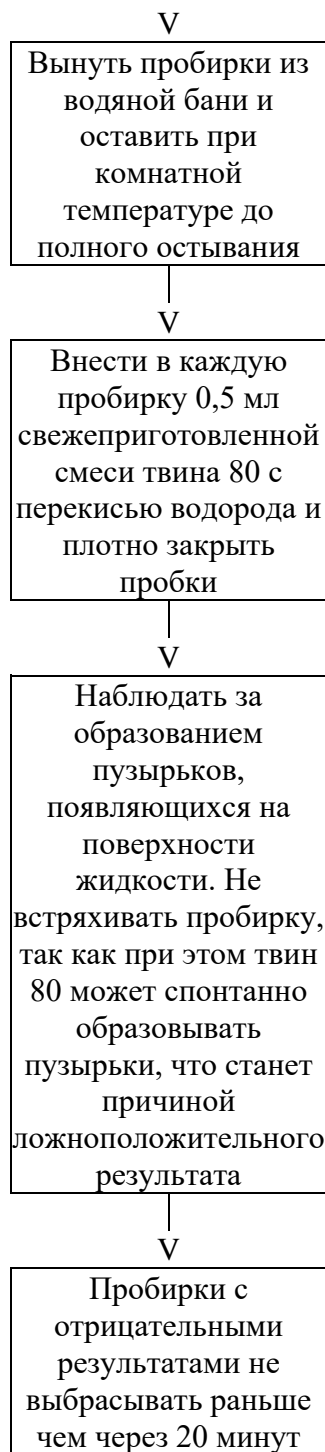 V
Вынуть пробирки из
водяной бани и
оставить при
комнатной
температуре до
полного остывания
V
Внести в каждую
пробирку 0,5 мл
свежеприготовленной
смеси твина 80 с
перекисью водорода и
плотно закрыть
пробки
V
Наблюдать за
образованием
пузырьков,
появляющихся на
поверхности
жидкости. Не
встряхивать пробирку,
так как при этом твин
80 может спонтанно
образовывать
пузырьки, что станет
причиной
ложноположительного
результата
V
Пробирки с
отрицательными
результатами не
выбрасывать раньше
чем через 20 минут